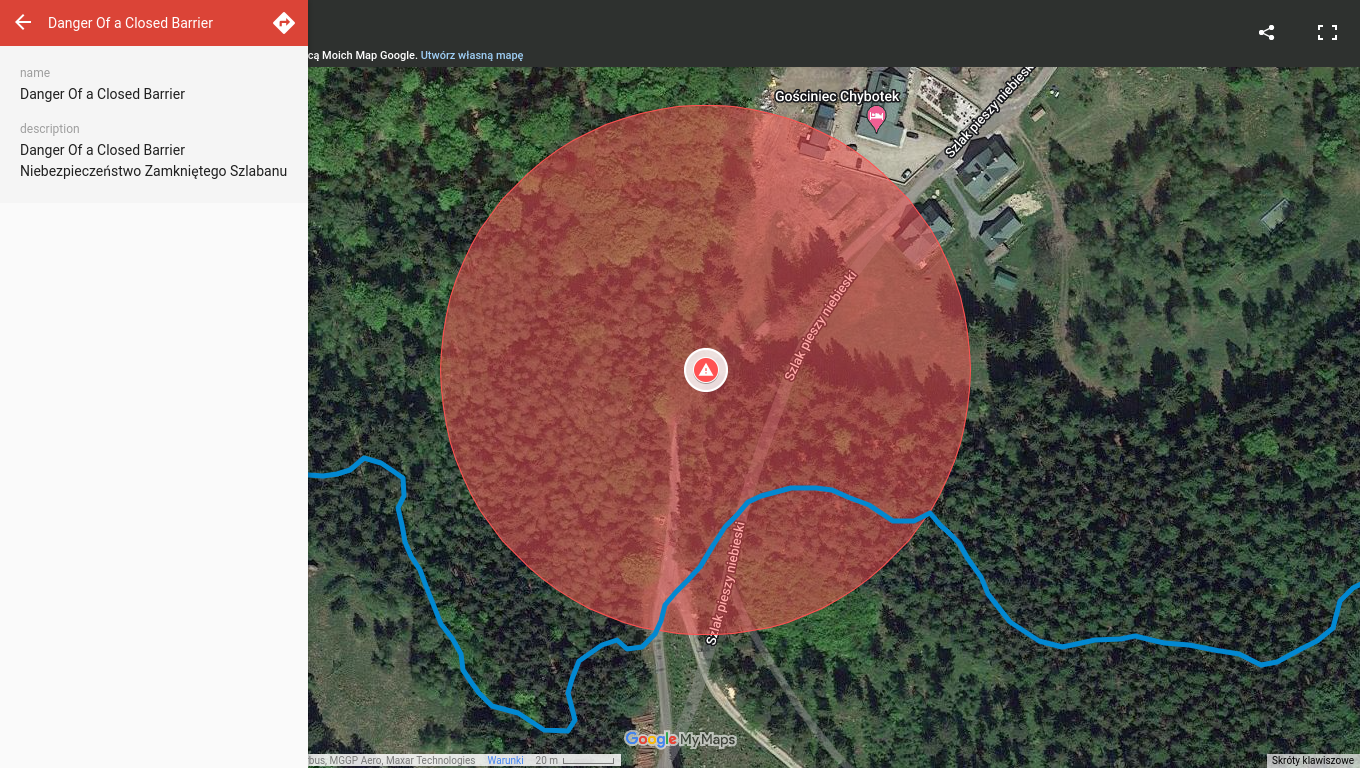 Danger Of a Closed Barrier
name
Danger Of a Closed Barrier
description
Danger Of a Closed Barrier
Niebezpieczeństwo Zamkniętego Szlabanu
cą Moich Map Google. Utwórz własną mapę
Gościniec Chybotek
Szlak pieszy niebieski
Szlak pieszy niebieski
Szlak pieszy niebieski
Google My Maps
bus, MGGP Aero, Maxar Technologies Warunki 20 m
Skróty klawiszowe